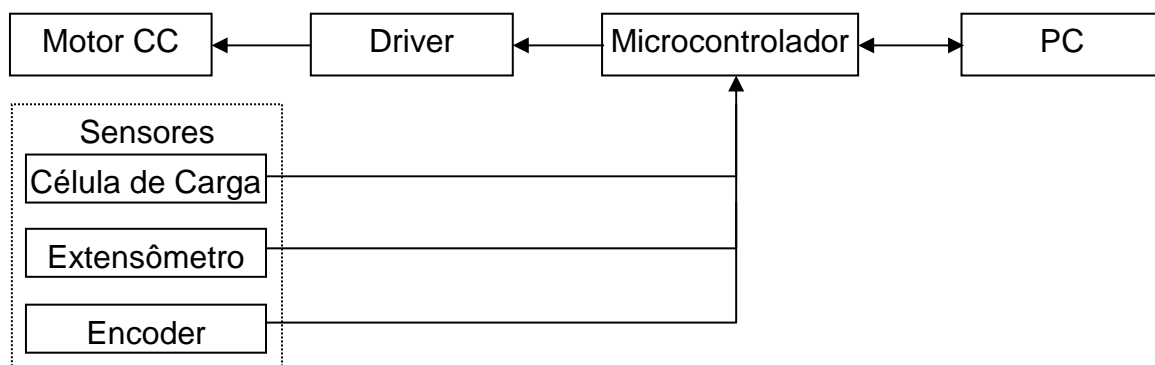 Motor CC
Driver
Microcontrolador
PC
Sensores
Célula de Carga
Extensômetro
Encoder